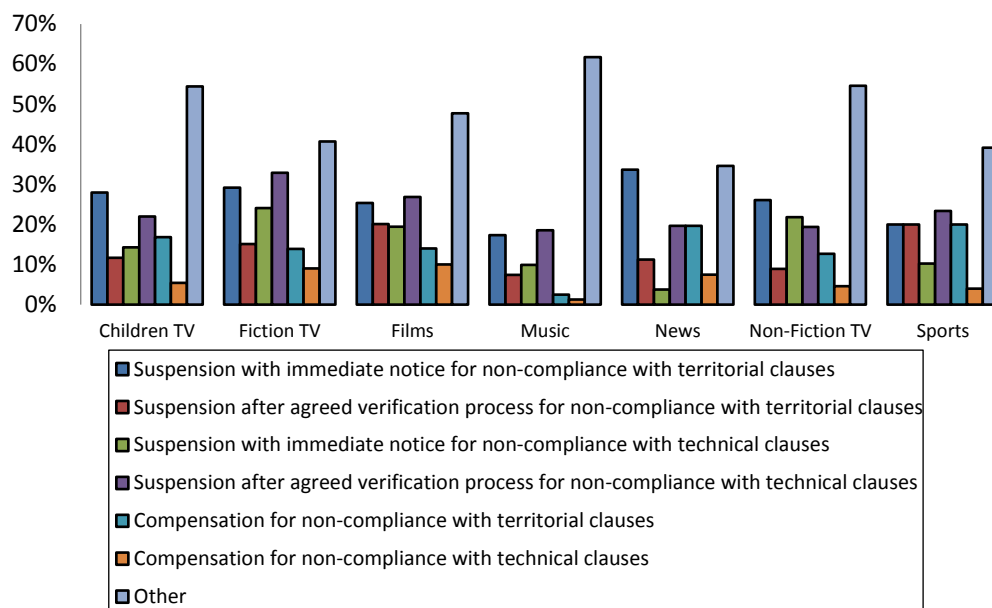 70%
60%
50%
40%
30%
20%
10%
0%
Children TV Fiction TV Films Music News Non-Fiction TV Sports
Suspension with immediate notice for non-compliance with territorial clauses
Suspension after agreed verification process for non-compliance with territorial clauses
Suspension with immediate notice for non-compliance with technical clauses
Suspension after agreed verification process for non-compliance with technical clauses
Compensation for non-compliance with territorial clauses
Compensation for non-compliance with technical clauses
Other